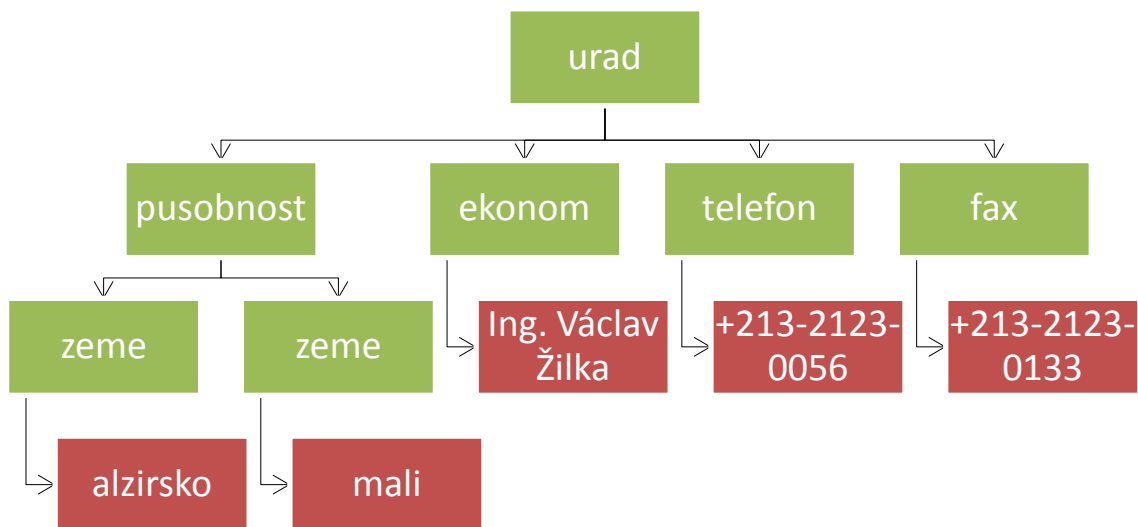 urad
pusobnost
ekonom
telefon
fax
zeme
zeme
Ing. Václav
Žilka
+213-2123-
0056
+213-2123-
0133
alzirsko
mali